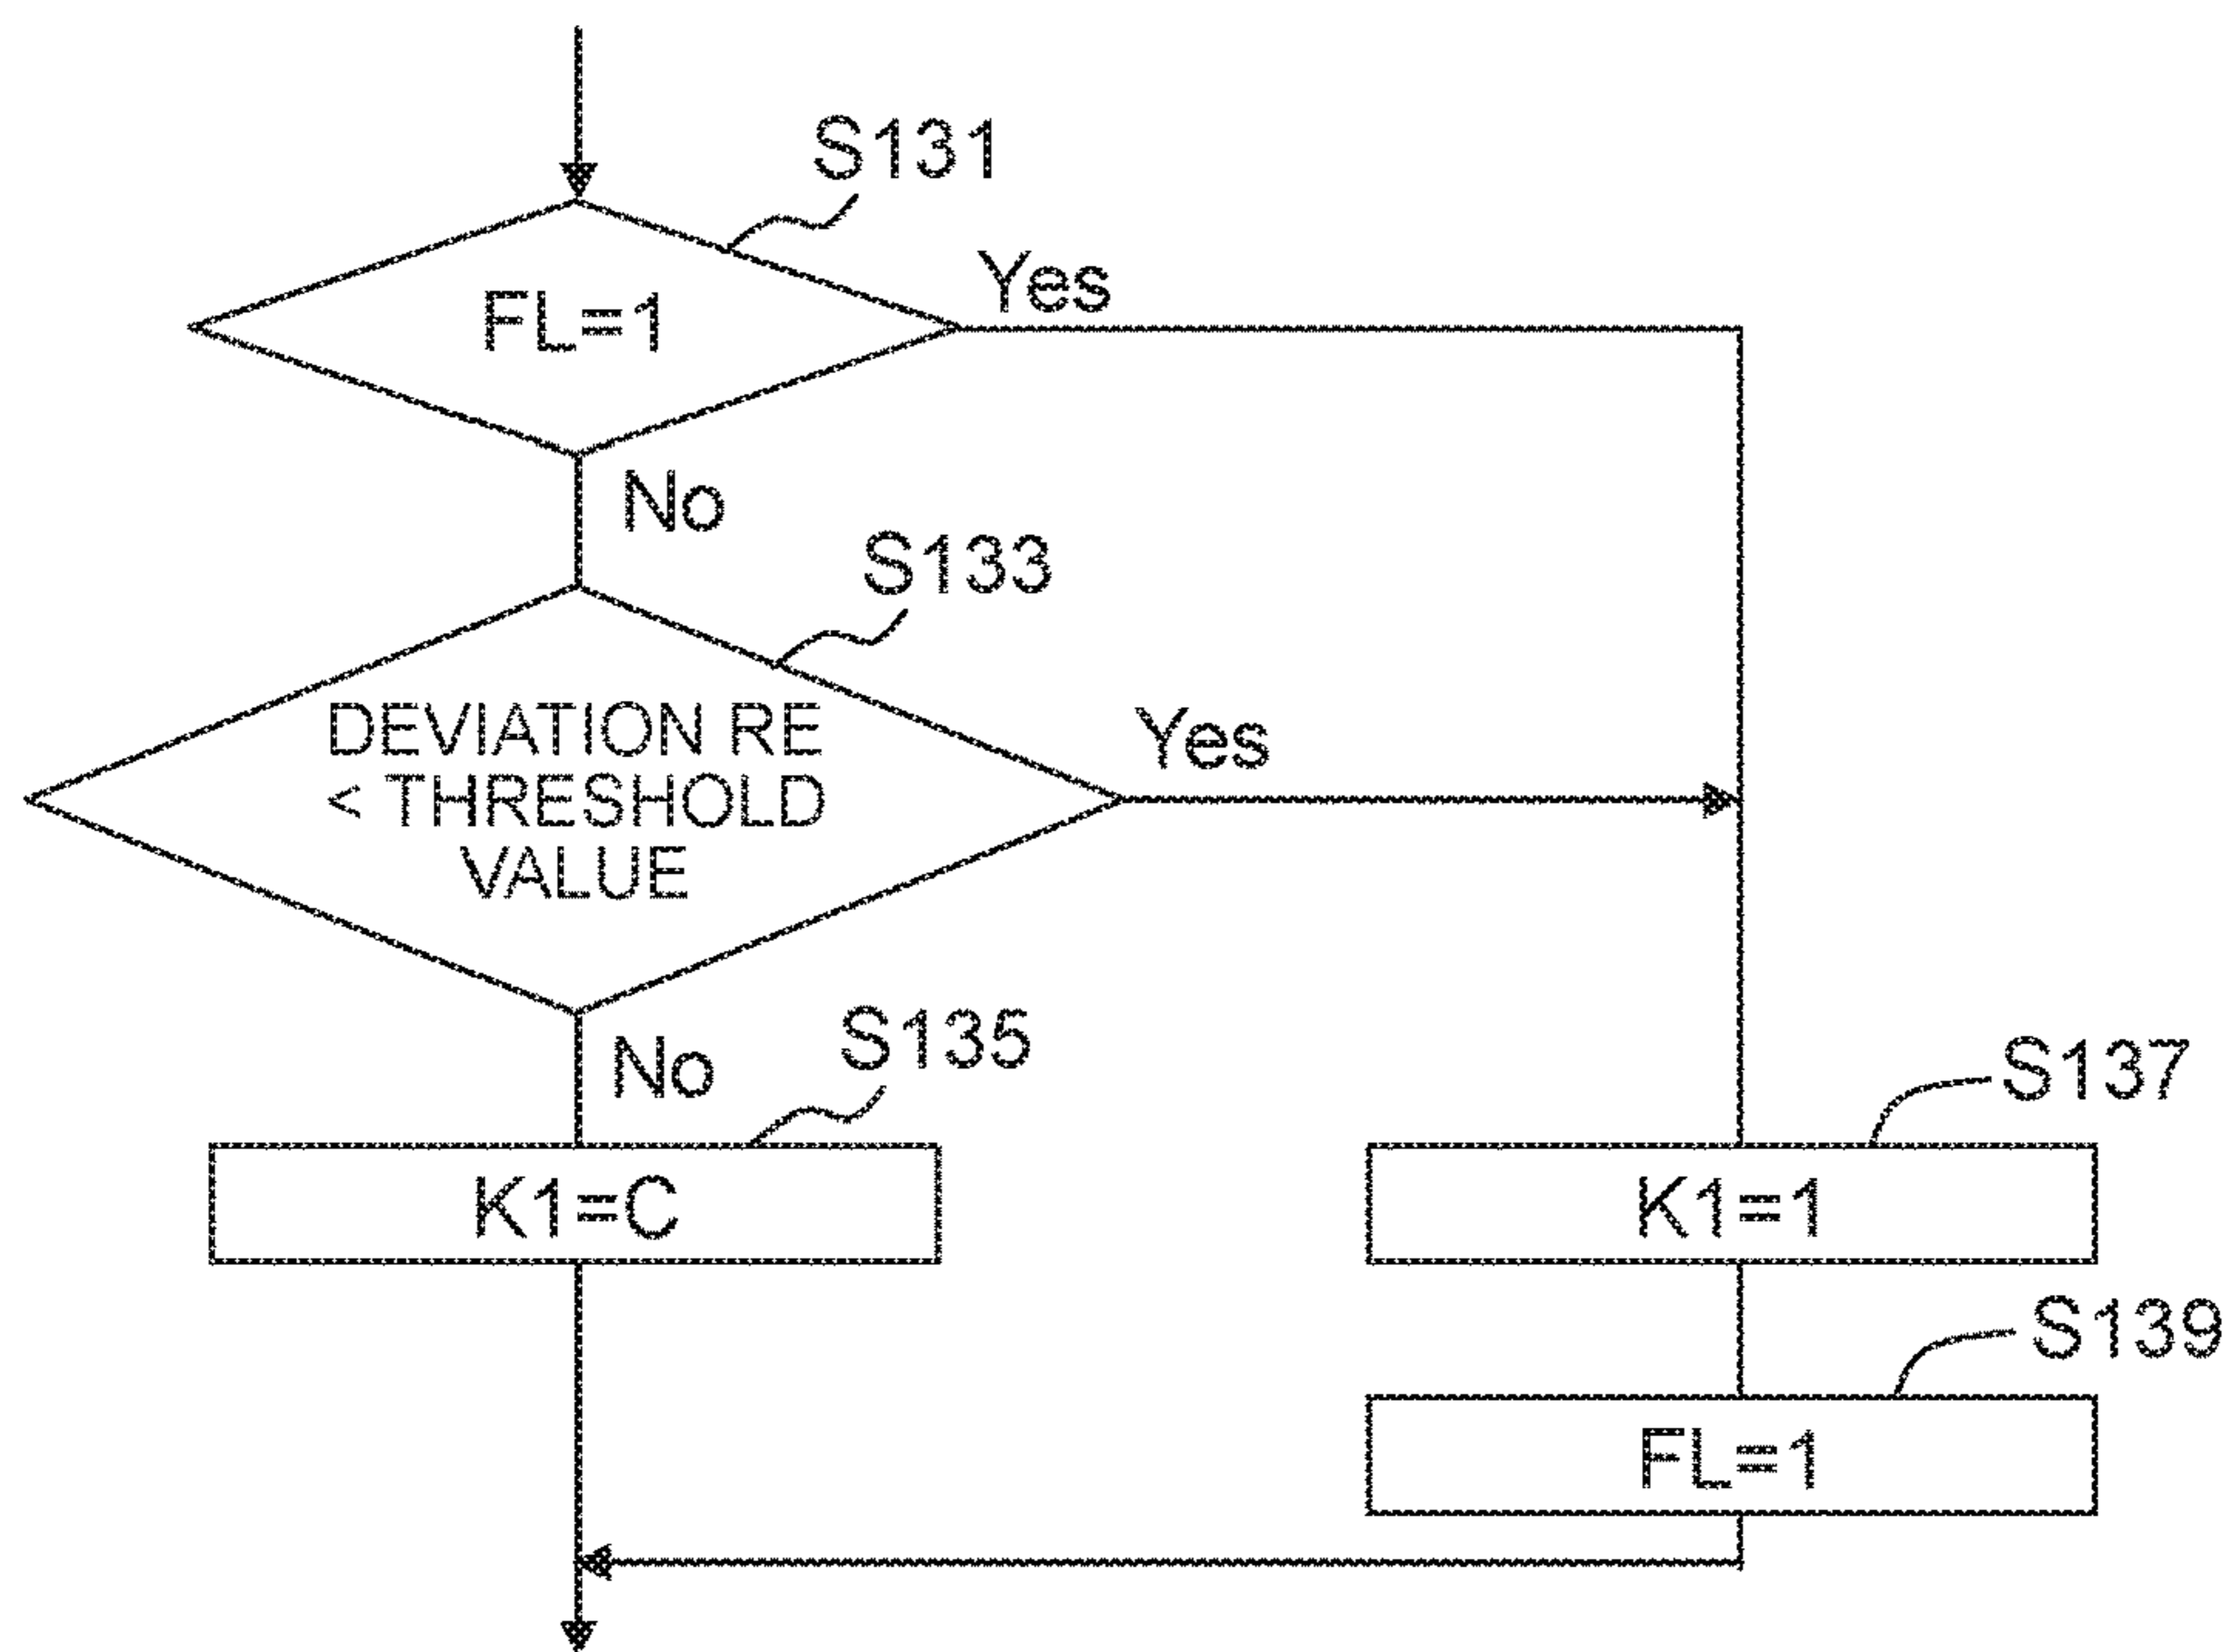 S131
FL=1
Yes
No
S133
DEVIATION RE
< THRESHOLD
VALUE
Yes
No
S135
K1=C
S137
K1=1
S139
FL=1